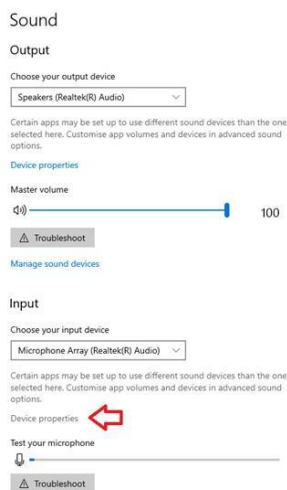 Sound
Output
Choose your output device
Speakers (Realtek(R) Audio)
Certain apps may be set up to use different sound devices than the one
selected here. Customise app volumes and devices in advanced sound
options.
Device properties
Master volume
100
Troubleshoot
Manage sound devices
Input
Choose your input device
Microphone Array (Realtek(R) Audio)
Certain apps may be set up to use different sound devices than the one
selected here. Customise app volumes and devices in advanced sound
options.
Device properties
Test your microphone
Troubleshoot